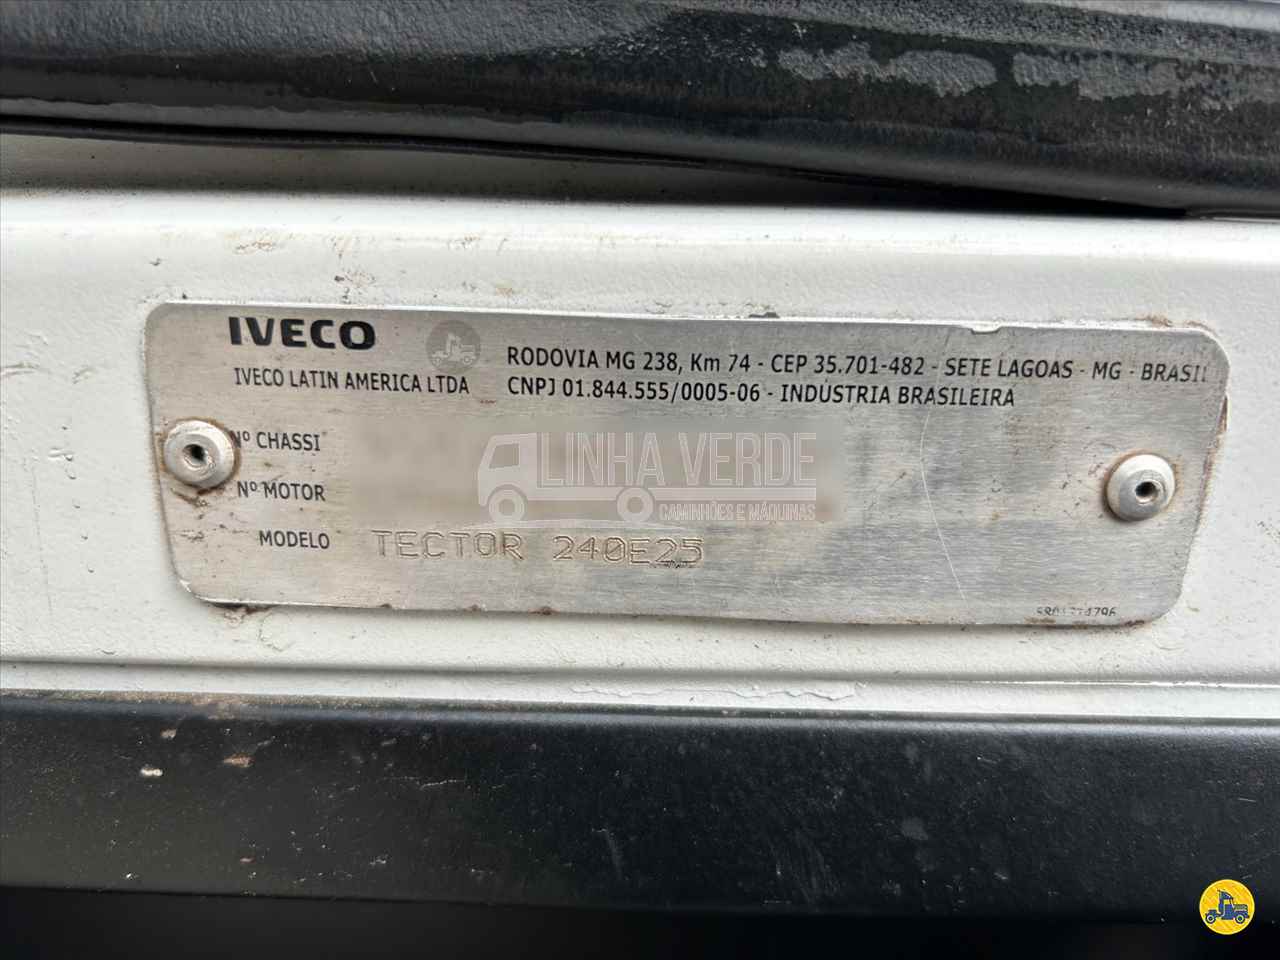 IVECO
IVECO LATIN AMERICA LTDA
RODOVIA MG 238, Km 74 - CEP 35.701-482 - SETE LAGOAS - MG - BRASIL
CNPJ 01.844.555/0005-06 - INDÚSTRIA BRASILEIRA
Nº CHASSI
Nº MOTOR
MODELO TECTOR 240E25
LINHA VERDE
CAMINHÕES E MÁQUINAS